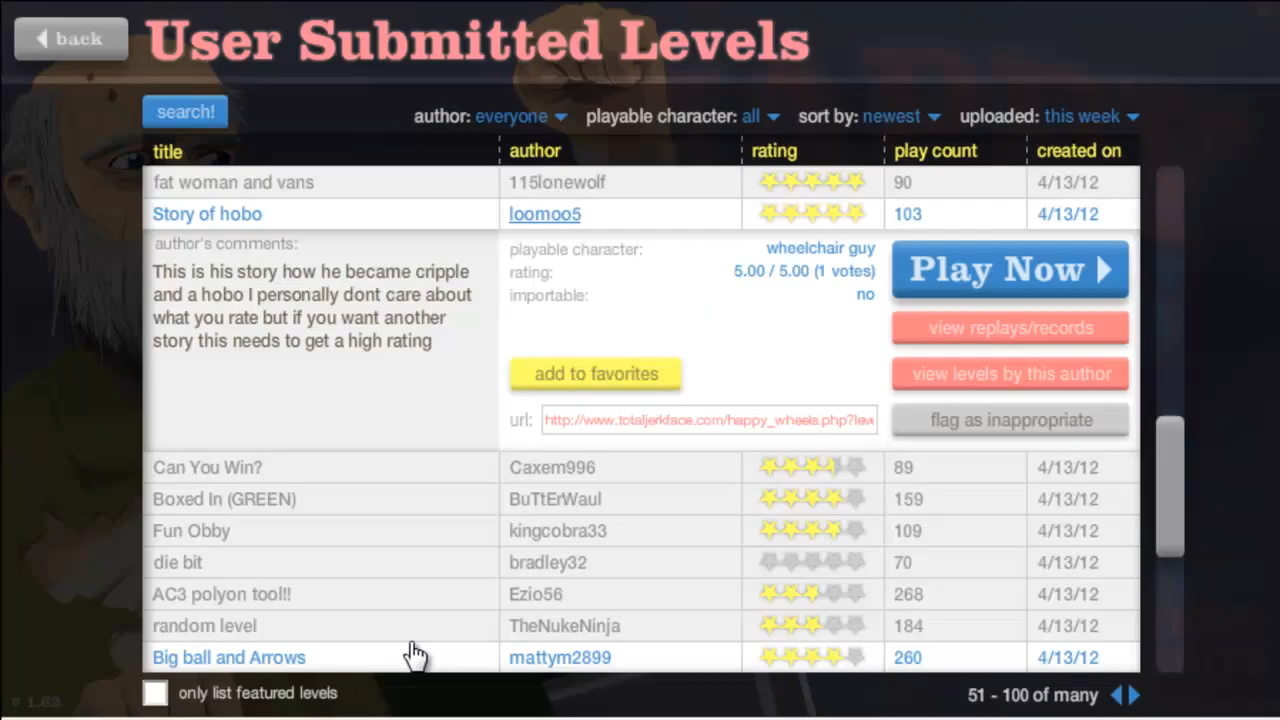 back
User Submitted Levels
search!
author: everyone playable character: all sort by: newest uploaded: this week
title author rating play count created on
fat woman and vans 115lonewolf 90 4/13/12
Story of hobo loomoo5 103 4/13/12
author's comments:
This is his story how he became cripple
and a hobo I personally dont care about
what you rate but if you want another
story this needs to get a high rating
playable character: wheelchair guy
rating: 5.00 / 5.00 (1 votes)
importable: no
add to favorites
url: http://www.totaljerkface.com/happy_wheels.php?leve
Play Now
view replays/records
view levels by this author
flag as inappropriate
Can You Win? Caxem996 89 4/13/12
Boxed In (GREEN) BuTtErWaul 159 4/13/12
Fun Obby kingcobra33 109 4/13/12
die bit bradley32 70 4/13/12
AC3 polyon tool!! Ezio56 268 4/13/12
random level TheNukeNinja 184 4/13/12
Big ball and Arrows mattym2899 260 4/13/12
only list featured levels
51 - 100 of many
v 1.62